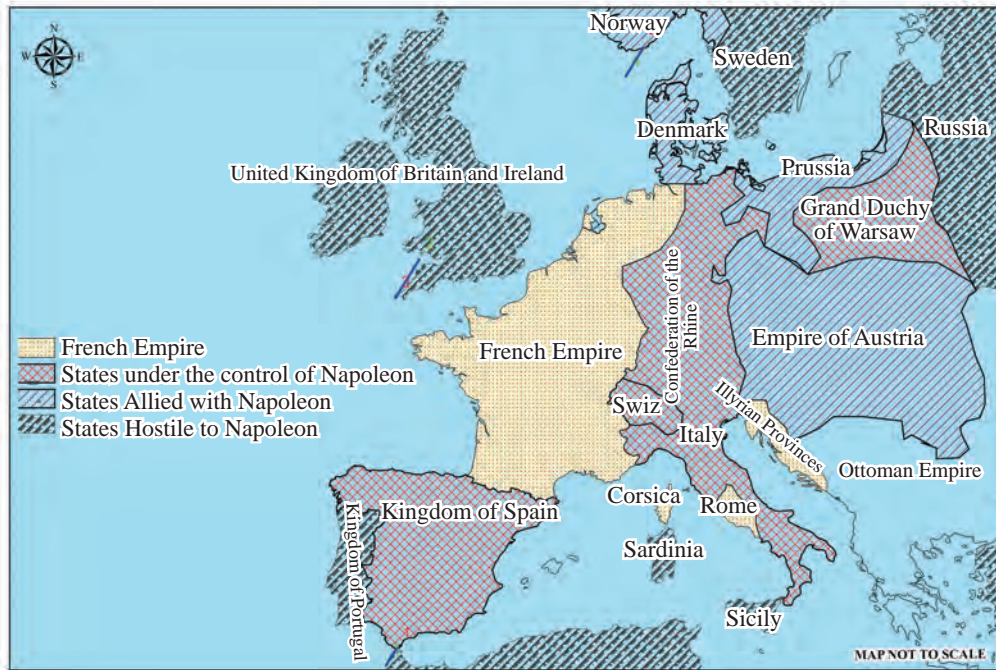 N
W E
S
Norway
Sweden
Russia
Denmark
Prussia
United Kingdom of Britain and Ireland
Grand Duchy
of Warsaw
Confederation of the
Rhine
Empire of Austria
French Empire
French Empire
States under the control of Napoleon
States Allied with Napoleon
States Hostile to Napoleon
Swiz
Italy
Illyrian Provinces
Ottoman Empire
Corsica
Rome
Kingdom of Spain
Kingdom of Portugal
Sardinia
Sicily
MAP NOT TO SCALE